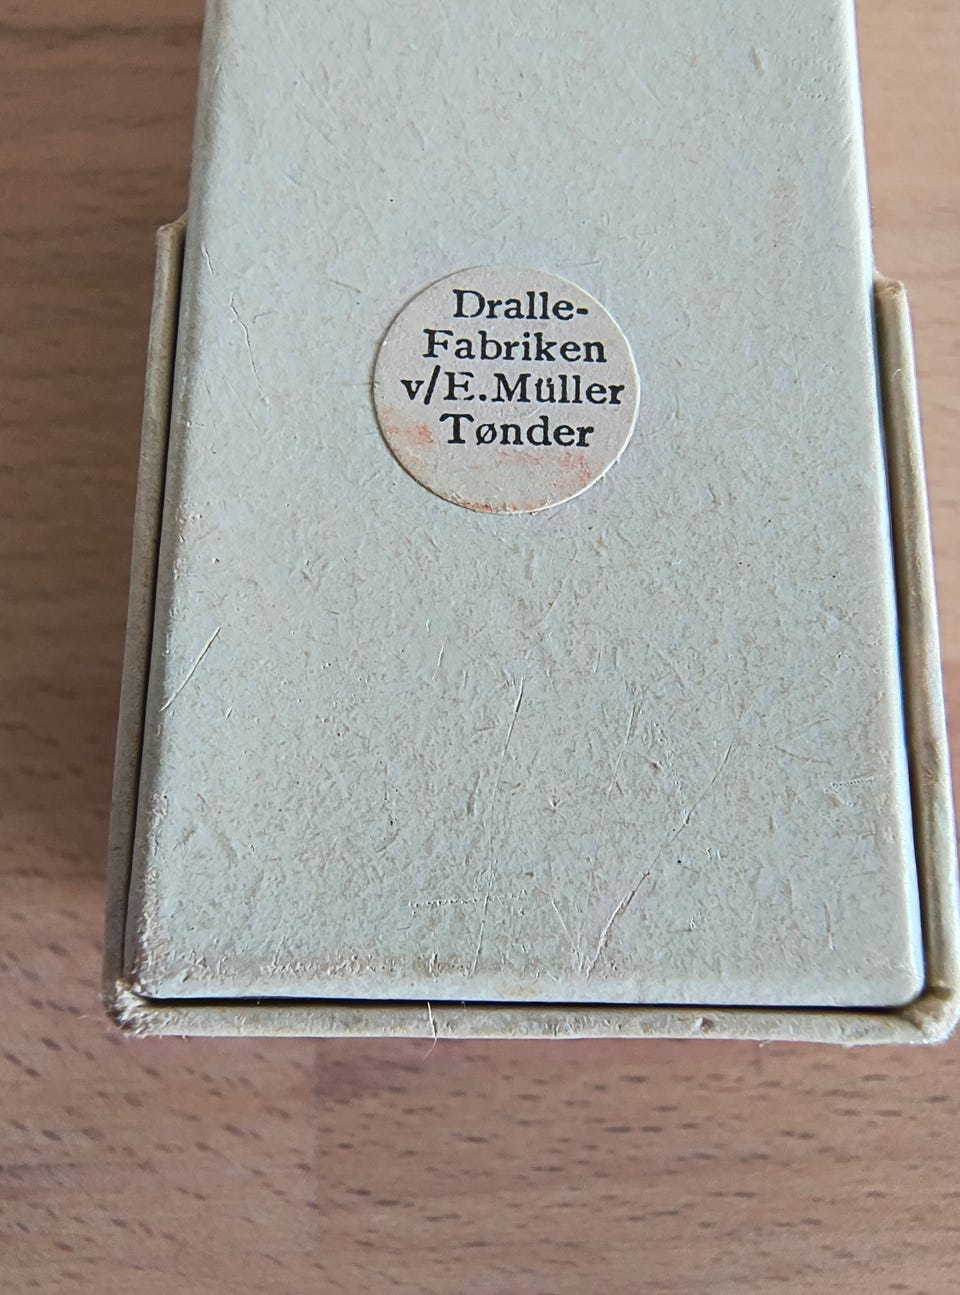 Dralle-
Fabriken
v/E.Müller
Tønder